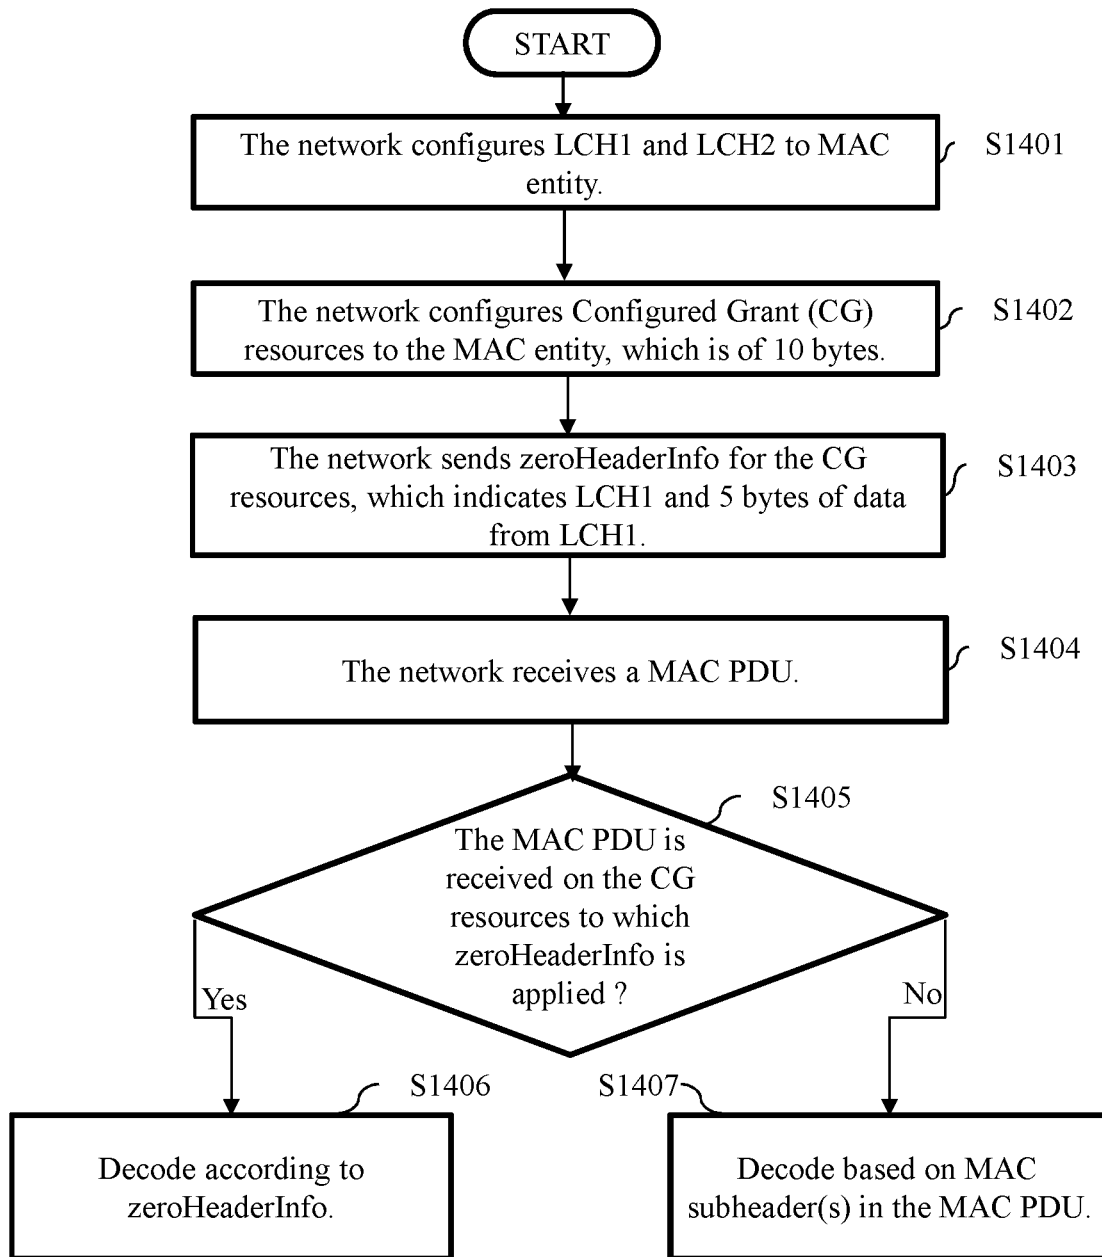 START
The network configures LCH1 and LCH2 to MAC
entity.
S1401
The network configures Configured Grant (CG)
resources to the MAC entity, which is of 10 bytes.
S1402
The network sends zeroHeaderInfo for the CG
resources, which indicates LCH1 and 5 bytes of data
from LCH1.
S1403
The network receives a MAC PDU.
S1404
S1405
The MAC PDU is
received on the CG
resources to which
zeroHeaderInfo is
applied ?
Yes
No
S1406
Decode according to
zeroHeaderInfo.
S1407
Decode based on MAC
subheader(s) in the MAC PDU.